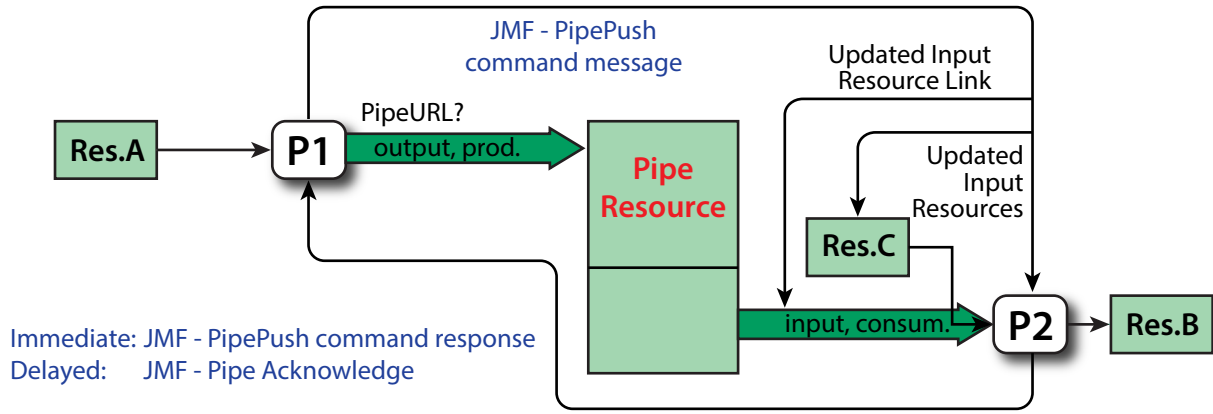 JMF - PipePush
command message
Updated Input
Resource Link
PipeURL?
Res.A
P1
output, prod.
Pipe
Resource
Updated
Input
Resources
Res.C
input, consum.
P2
Res.B
Immediate: JMF - PipePush command response
Delayed: JMF - Pipe Acknowledge